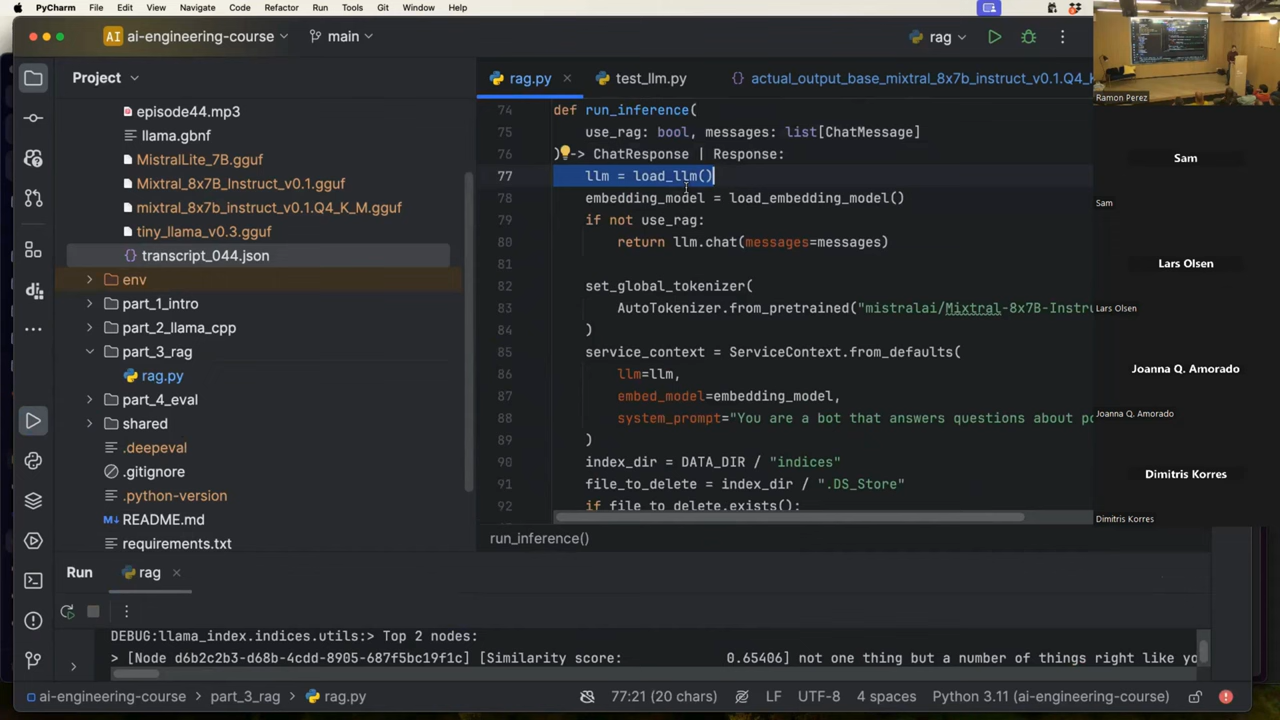 PyCharm File Edit View Navigate Code Refactor Run Tools Git Window Help
AI ai-engineering-course main rag
Project
rag.py
test_llm.py
{} actual_output_base_mixtral_8x7b_instruct_v0.1.Q4_K
episode44.mp3
llama.gbnf
MistralLite_7B.gguf
Mixtral_8x7B_Instruct_v0.1.gguf
mixtral_8x7b_instruct_v0.1.Q4_K_M.gguf
tiny_llama_v0.3.gguf
{} transcript_044.json
env
part_1_intro
part_2_llama_cpp
part_3_rag
rag.py
part_4_eval
shared
.deepeval
.gitignore
.python-version
README.md
requirements.txt
74 def run_inference(
75 use_rag: bool, messages: list[ChatMessage]
76 ) -> ChatResponse | Response:
77 llm = load_llm()
78 embedding_model = load_embedding_model()
79 if not use_rag:
80 return llm.chat(messages=messages)
81
82 set_global_tokenizer(
83 AutoTokenizer.from_pretrained("mistralai/Mixtral-8x7B-Instru
84 )
85 service_context = ServiceContext.from_defaults(
86 llm=llm,
87 embed_model=embedding_model,
88 system_prompt="You are a bot that answers questions about po
89 )
90 index_dir = DATA_DIR / "indices"
91 file_to_delete = index_dir / ".DS_Store"
92 if file_to_delete.exists():
run_inference()
Run rag
DEBUG:llama_index.indices.utils:> Top 2 nodes:
> [Node d6b2c2b3-d68b-4cdd-8905-687f5bc19f1c] [Similarity score: 0.65406] not one thing but a number of things right like yo
ai-engineering-course part_3_rag rag.py
77:21 (20 chars) LF UTF-8 4 spaces Python 3.11 (ai-engineering-course)
Ramon Perez
Sam
Sam
Lars Olsen
Lars Olsen
Joanna Q. Amorado
Joanna Q. Amorado
Dimitris Korres
Dimitris Korres